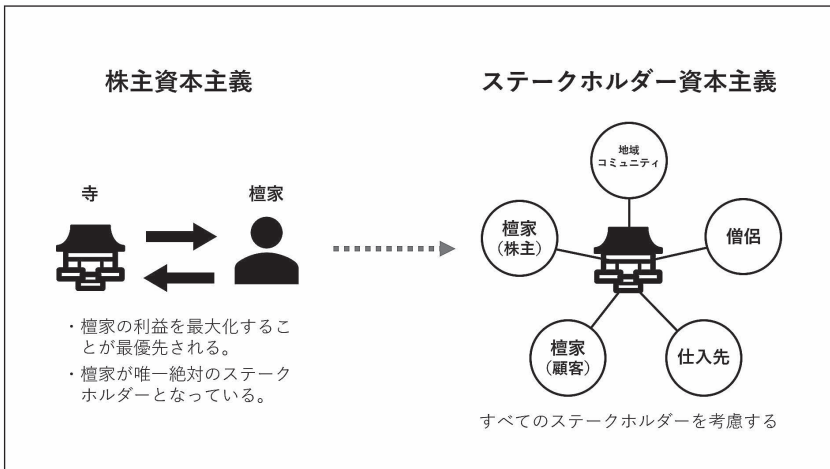 株主資本主義
寺
檀家
・檀家の利益を最大化するこ
とが最優先される。
・檀家が唯一絶対のステーク
ホルダーとなっている。
ステークホルダー資本主義
地域
コミュニティ
檀家
（株主）
僧侶
檀家
（顧客）
仕入先
すべてのステークホルダーを考慮する